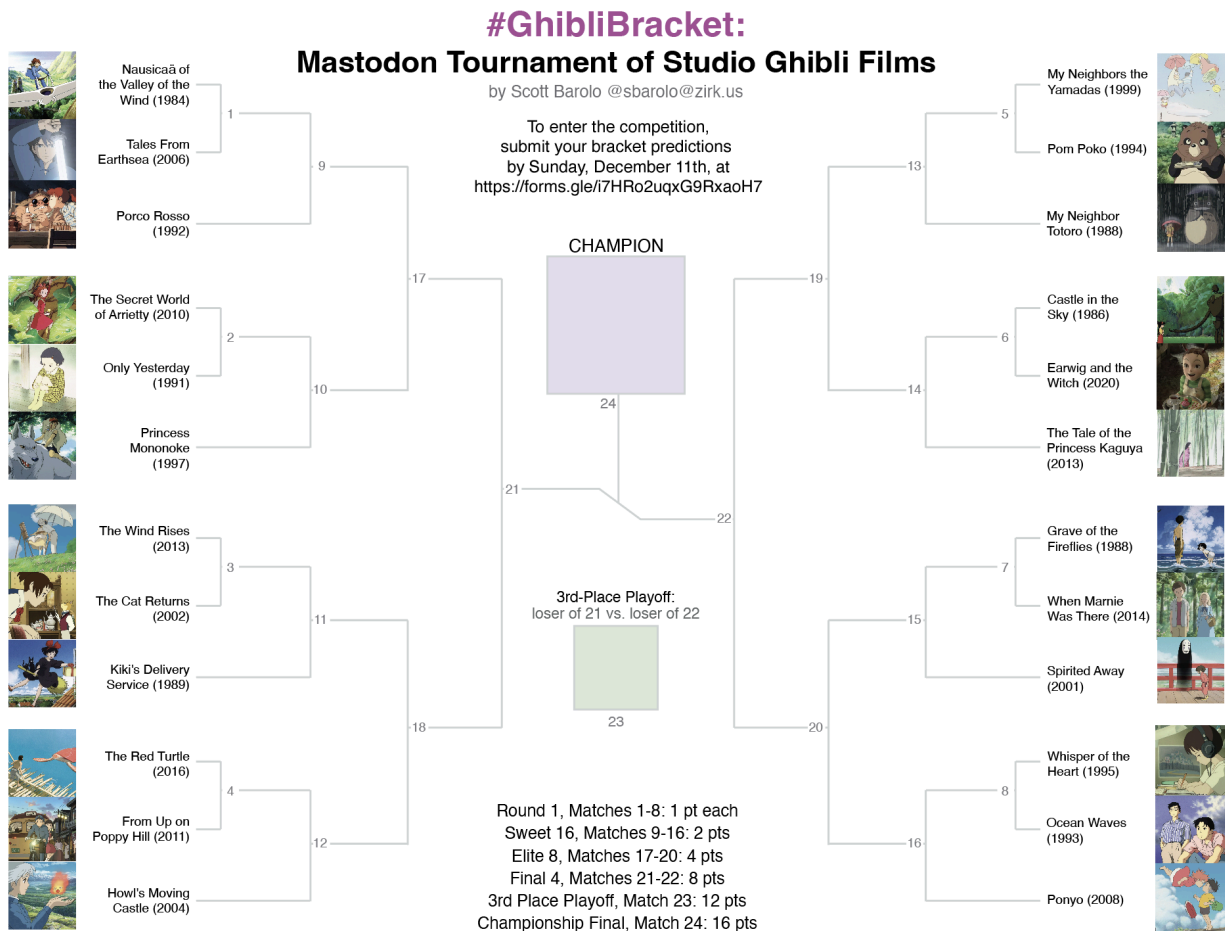 #GhibliBracket:
Mastodon Tournament of Studio Ghibli Films
by Scott Barolo @sbarolo@zirk.us
To enter the competition,
submit your bracket predictions
by Sunday, December 11th, at
https://forms.gle/i7HRo2uqxG9RxaoH7
Nausicaä of
the Valley of the
Wind (1984)
1
Tales From
Earthsea (2006)
9
Porco Rosso
(1992)
17
The Secret World
of Arrietty (2010)
2
Only Yesterday
(1991)
10
Princess
Mononoke
(1997)
21
The Wind Rises
(2013)
3
The Cat Returns
(2002)
11
Kiki's Delivery
Service (1989)
18
The Red Turtle
(2016)
4
From Up on
Poppy Hill (2011)
12
Howl's Moving
Castle (2004)
CHAMPION
24
3rd-Place Playoff:
loser of 21 vs. loser of 22
23
Round 1, Matches 1-8: 1 pt each
Sweet 16, Matches 9-16: 2 pts
Elite 8, Matches 17-20: 4 pts
Final 4, Matches 21-22: 8 pts
3rd Place Playoff, Match 23: 12 pts
Championship Final, Match 24: 16 pts
My Neighbors the
Yamadas (1999)
5
Pom Poko (1994)
13
My Neighbor
Totoro (1988)
19
Castle in the
Sky (1986)
6
Earwig and the
Witch (2020)
14
The Tale of the
Princess Kaguya
(2013)
22
Grave of the
Fireflies (1988)
7
When Marnie
Was There (2014)
15
Spirited Away
(2001)
20
Whisper of the
Heart (1995)
8
Ocean Waves
(1993)
16
Ponyo (2008)